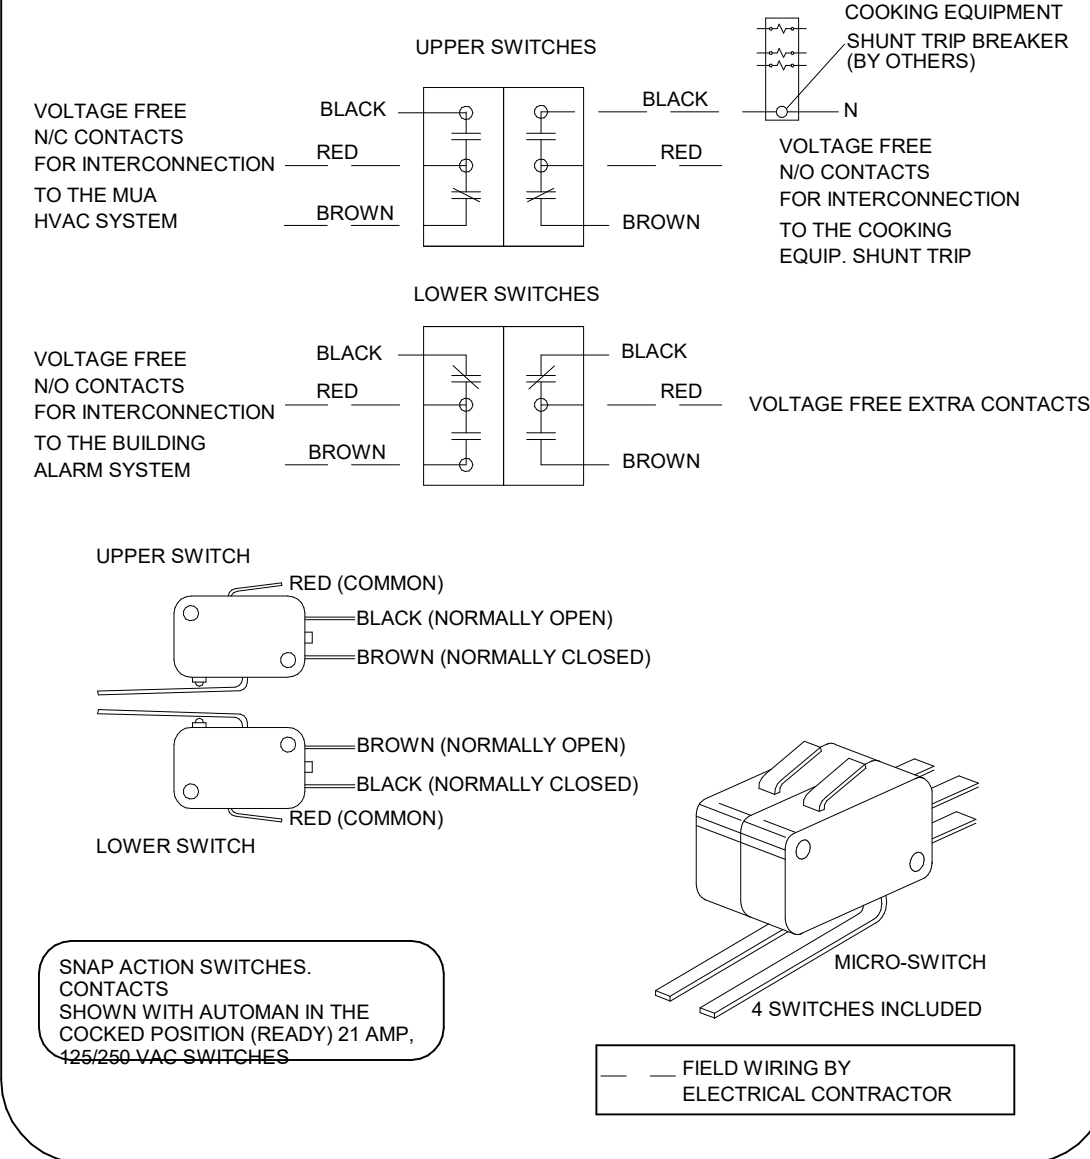 COOKING EQUIPMENT
SHUNT TRIP BREAKER
(BY OTHERS)
N
UPPER SWITCHES
VOLTAGE FREE
N/C CONTACTS
FOR INTERCONNECTION
TO THE MUA
HVAC SYSTEM
BLACK
RED
BROWN
BLACK
RED
BROWN
VOLTAGE FREE
N/O CONTACTS
FOR INTERCONNECTION
TO THE COOKING
EQUIP. SHUNT TRIP
LOWER SWITCHES
VOLTAGE FREE
N/O CONTACTS
FOR INTERCONNECTION
TO THE BUILDING
ALARM SYSTEM
BLACK
RED
BROWN
BLACK
RED
BROWN
VOLTAGE FREE EXTRA CONTACTS
UPPER SWITCH
RED (COMMON)
BLACK (NORMALLY OPEN)
BROWN (NORMALLY CLOSED)
BROWN (NORMALLY OPEN)
BLACK (NORMALLY CLOSED)
RED (COMMON)
LOWER SWITCH
MICRO-SWITCH
4 SWITCHES INCLUDED
SNAP ACTION SWITCHES.
CONTACTS
SHOWN WITH AUTOMAN IN THE
COCKED POSITION (READY) 21 AMP,
125/250 VAC SWITCHES
FIELD WIRING BY
ELECTRICAL CONTRACTOR